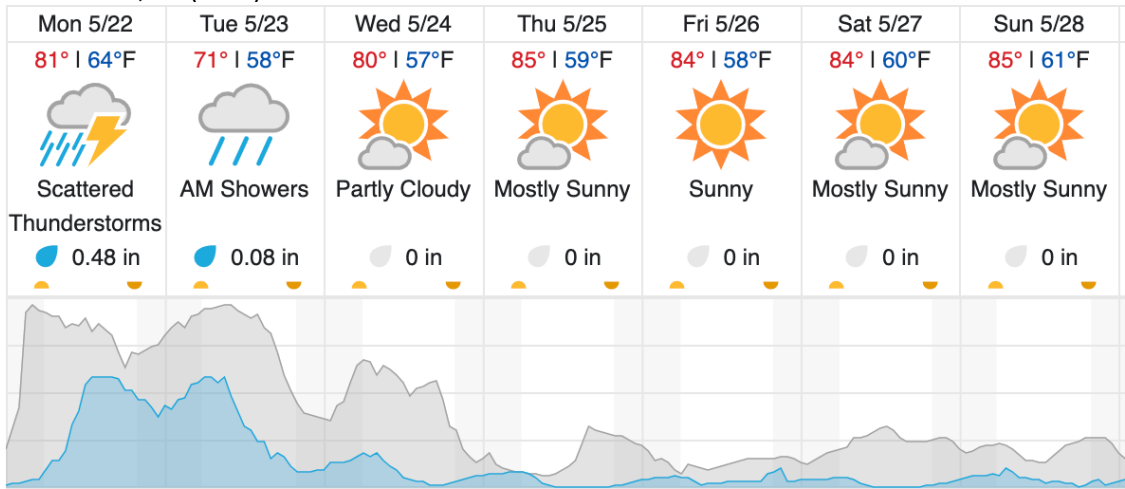 Mon 5/22 Tue 5/23 Wed 5/24 Thu 5/25 Fri 5/26 Sat 5/27 Sun 5/28
81° | 64°F 71° | 58°F 80° | 57°F 85° | 59°F 84° | 58°F 84° | 60°F 85° | 61°F
Scattered AM Showers Partly Cloudy Mostly Sunny Sunny Mostly Sunny Mostly Sunny
Thunderstorms
0.48 in 0.08 in 0 in 0 in 0 in 0 in 0 in